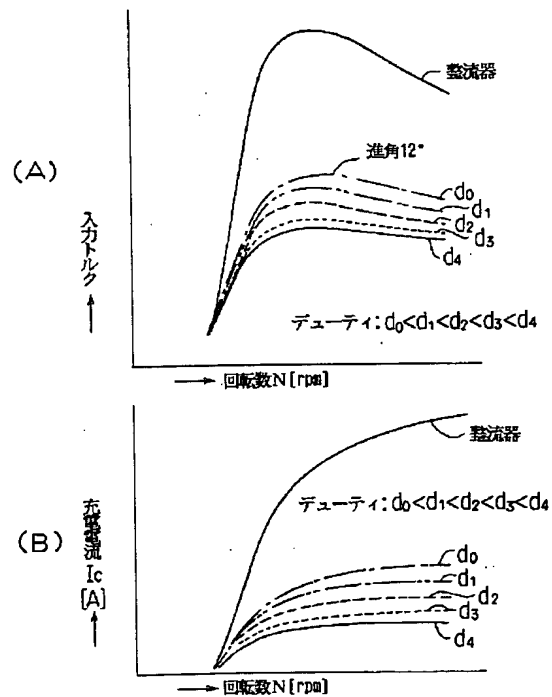 整流器
(A)
進角12°
d0
d1
d2
d3
d4
入力トルク
デューティ:d0<d1<d2<d3<d4
回転数N[rpm]
整流器
デューティ:d0<d1<d2<d3<d4
充電電流
Ic
[A]
(B)
d0
d1
d2
d3
d4
回転数N[rpm]